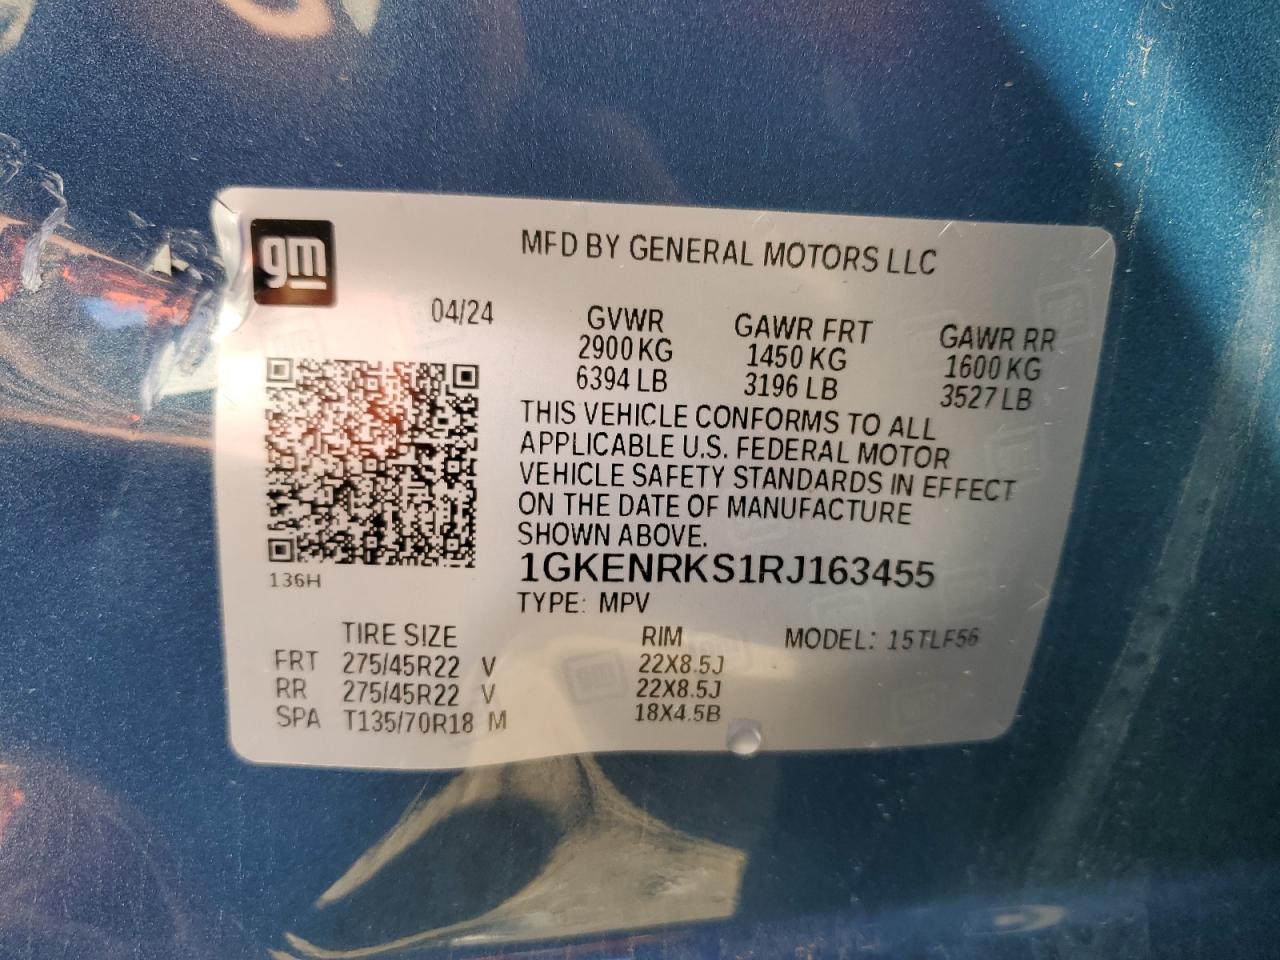 gm
MFD BY GENERAL MOTORS LLC
04/24
GVWR GAWR FRT GAWR RR
2900 KG 1450 KG 1600 KG
6394 LB 3196 LB 3527 LB
THIS VEHICLE CONFORMS TO ALL
APPLICABLE U.S. FEDERAL MOTOR
VEHICLE SAFETY STANDARDS IN EFFECT
ON THE DATE OF MANUFACTURE
SHOWN ABOVE.
136H
1GKENRKS1RJ163455
TYPE: MPV
TIRE SIZE RIM MODEL: 15TLF56
FRT 275/45R22 V 22X8.5J
RR 275/45R22 V 22X8.5J
SPA T135/70R18 M 18X4.5B